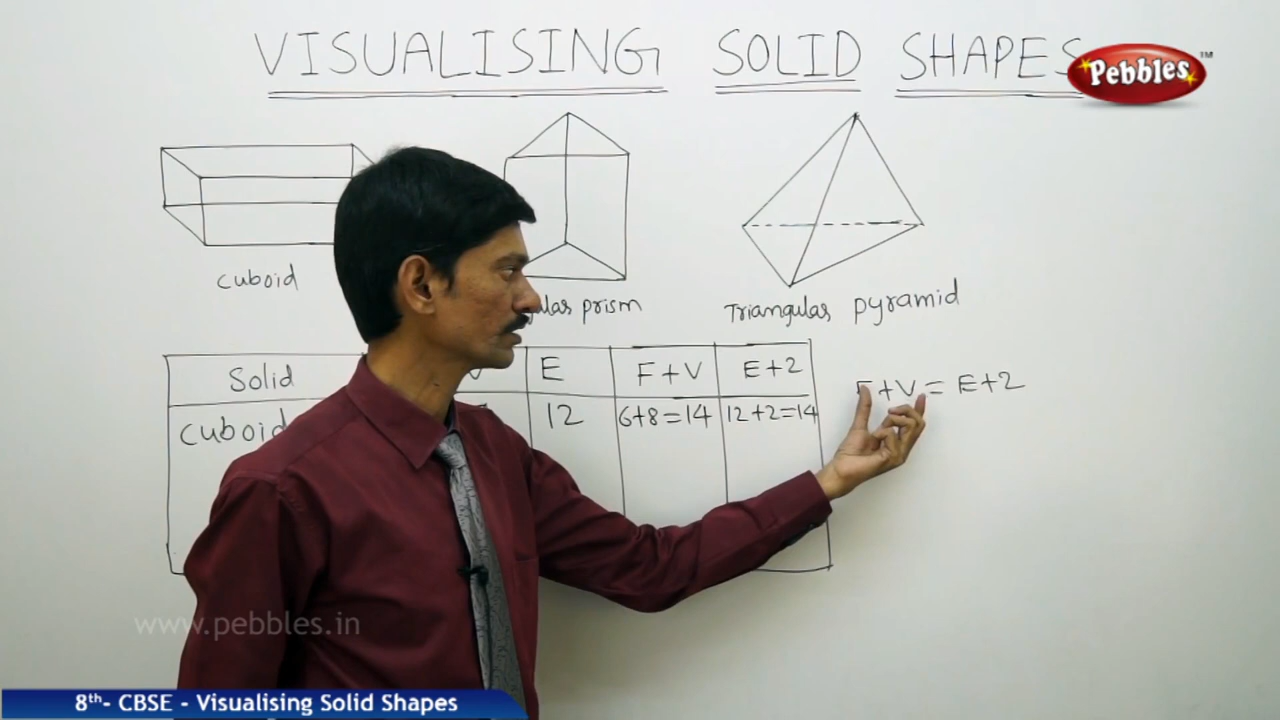 VISUALISING SOLID SHAPES
Pebbles™
cuboid
prism
Triangular pyramid
Solid E F+V E+2
F+V = E+2
cuboid 12 6+8=14 12+2=14
www.pebbles.in
8th- CBSE - Visualising Solid Shapes